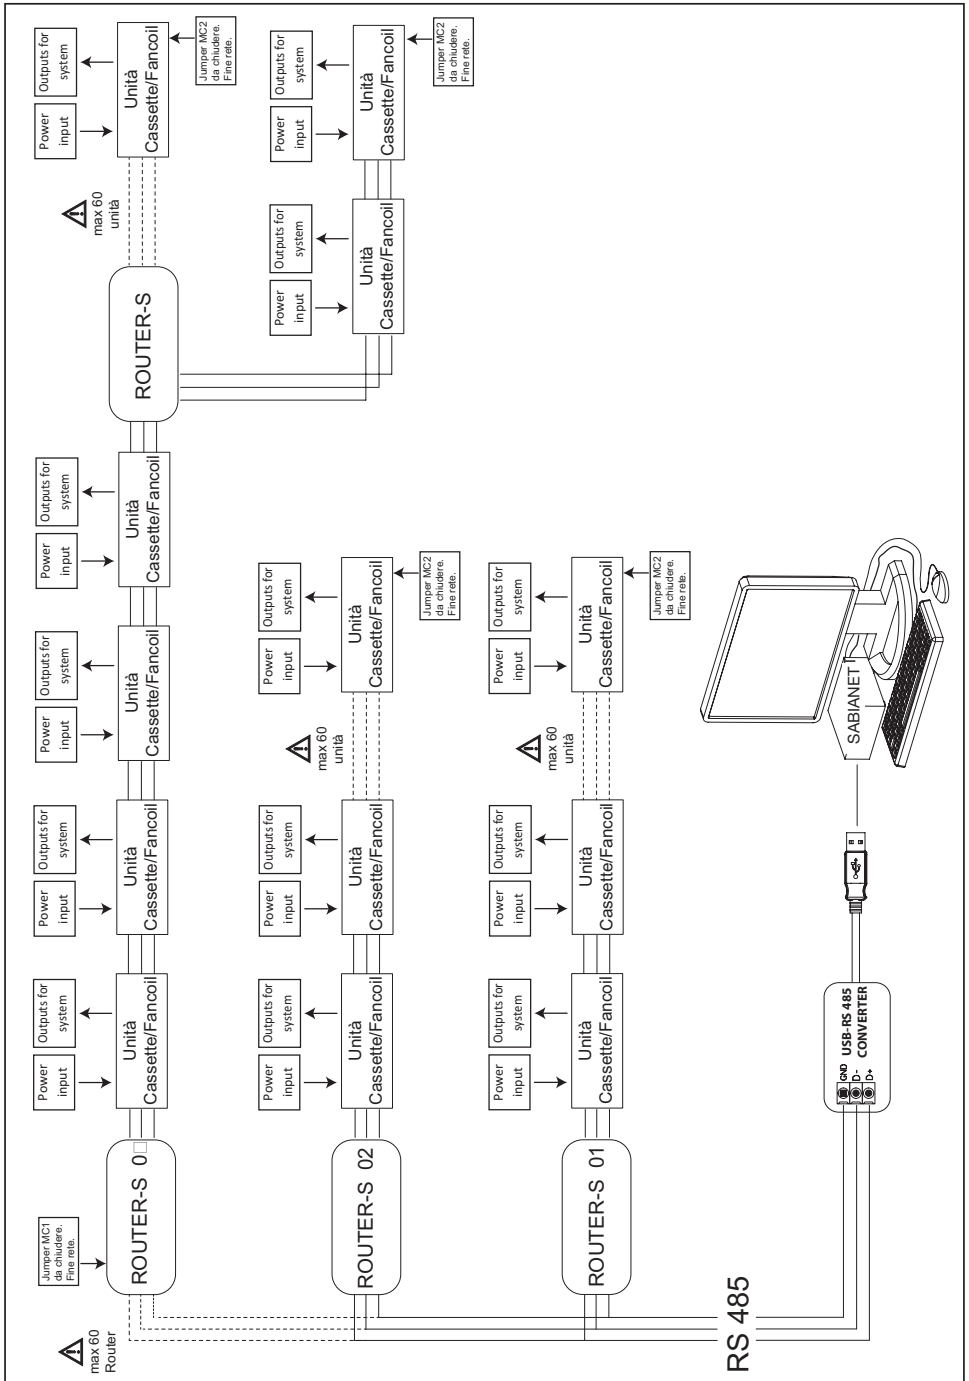 max 60
Router
Jumper MC1
da chiudere.
Fine rete.
ROUTER-S 0□
Power
input
Outputs for
system
Unità
Cassette/Fancoil
Power
input
Outputs for
system
Unità
Cassette/Fancoil
Power
input
Outputs for
system
Unità
Cassette/Fancoil
Power
input
Outputs for
system
Unità
Cassette/Fancoil
ROUTER-S
max 60
unità
Power
input
Outputs for
system
Unità
Cassette/Fancoil
Jumper MC2
da chiudere.
Fine rete.
ROUTER-S 02
Power
input
Outputs for
system
Unità
Cassette/Fancoil
Power
input
Outputs for
system
Unità
Cassette/Fancoil
max 60
unità
Power
input
Outputs for
system
Unità
Cassette/Fancoil
Jumper MC2
da chiudere.
Fine rete.
Power
input
Outputs for
system
Unità
Cassette/Fancoil
Power
input
Outputs for
system
Unità
Cassette/Fancoil
Jumper MC2
da chiudere.
Fine rete.
ROUTER-S 01
Power
input
Outputs for
system
Unità
Cassette/Fancoil
Power
input
Outputs for
system
Unità
Cassette/Fancoil
max 60
unità
Power
input
Outputs for
system
Unità
Cassette/Fancoil
Jumper MC2
da chiudere.
Fine rete.
RS 485
GND
D-
D+
USB-RS 485
CONVERTER
SABIANET